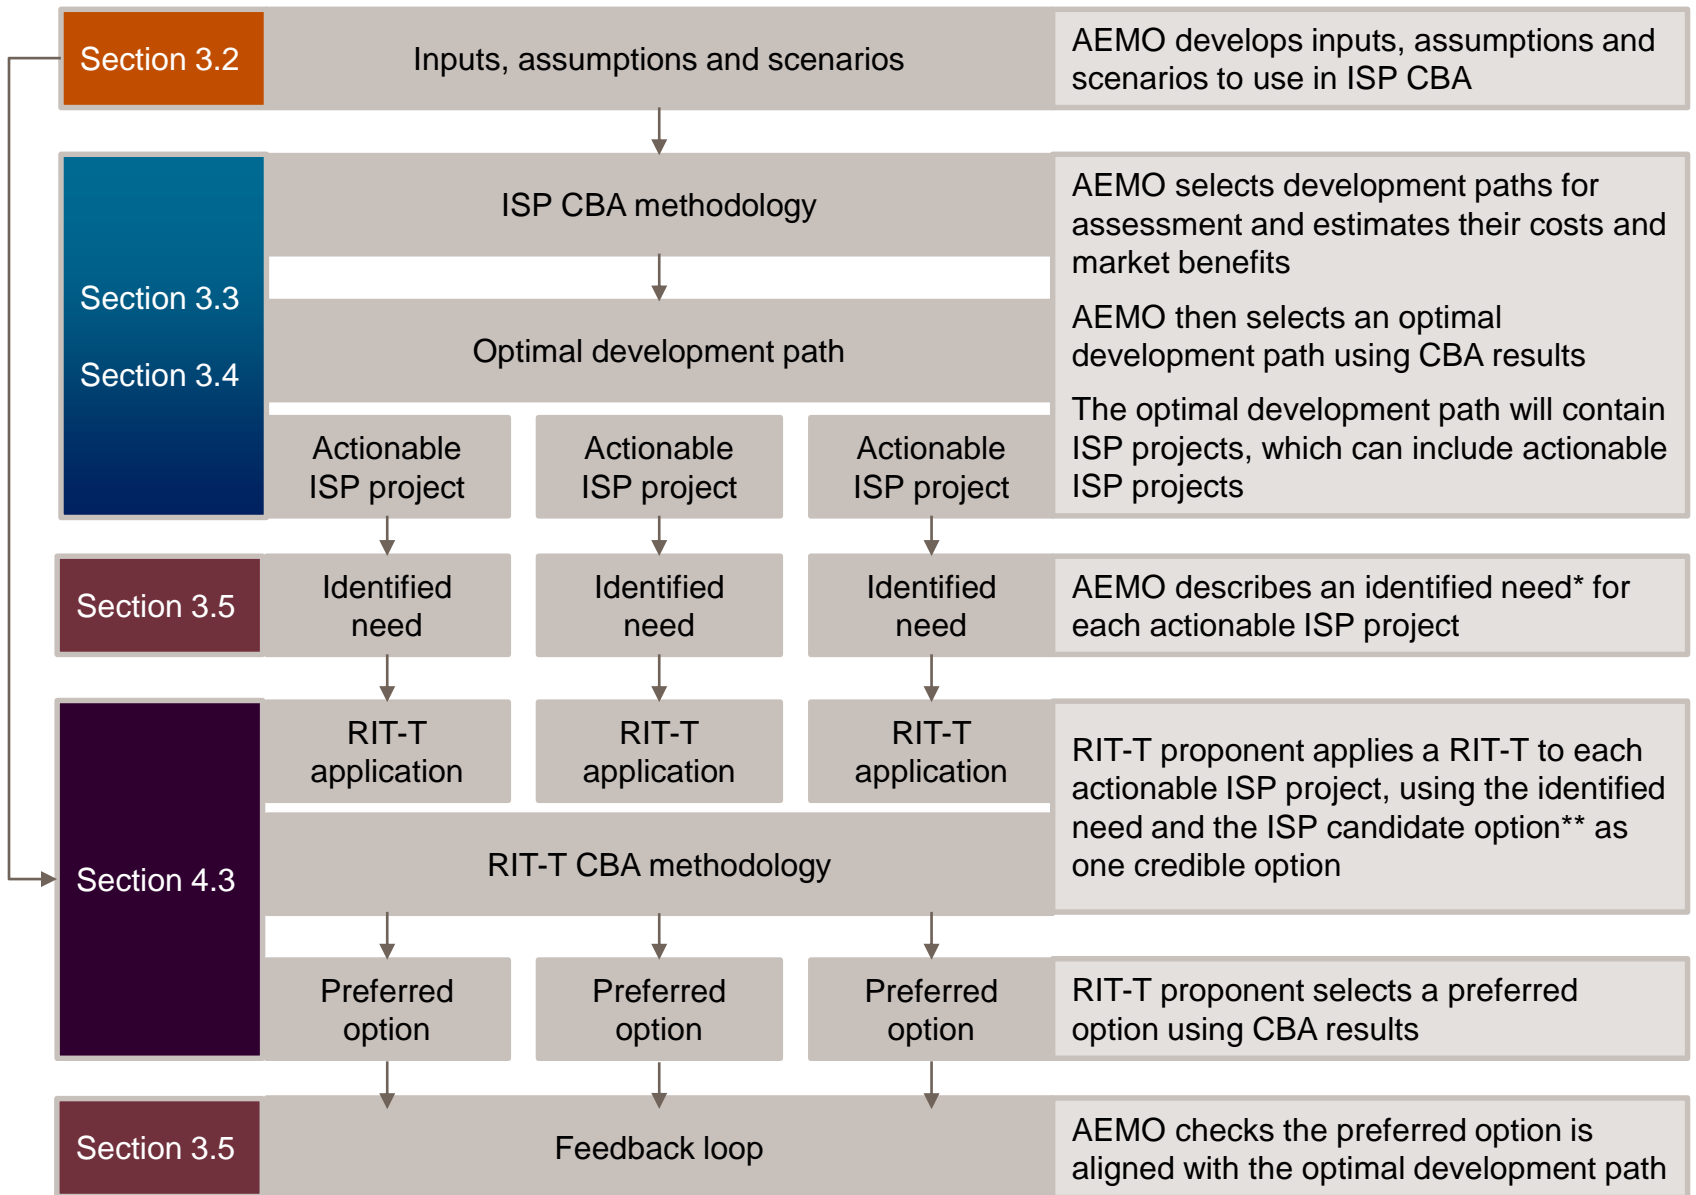 Section 3.2
Inputs, assumptions and scenarios
AEMO develops inputs, assumptions and
scenarios to use in ISP CBA
Section 3.3
Section 3.4
ISP CBA methodology
Optimal development path
AEMO selects development paths for
assessment and estimates their costs and
market benefits
AEMO then selects an optimal
development path using CBA results
The optimal development path will contain
ISP projects, which can include actionable
ISP projects
Actionable
ISP project
Actionable
ISP project
Actionable
ISP project
Section 3.5
Identified
need
Identified
need
Identified
need
AEMO describes an identified need* for
each actionable ISP project
Section 4.3
RIT-T
application
RIT-T
application
RIT-T
application
RIT-T CBA methodology
RIT-T proponent applies a RIT-T to each
actionable ISP project, using the identified
need and the ISP candidate option** as
one credible option
Preferred
option
Preferred
option
Preferred
option
RIT-T proponent selects a preferred
option using CBA results
Section 3.5
Feedback loop
AEMO checks the preferred option is
aligned with the optimal development path